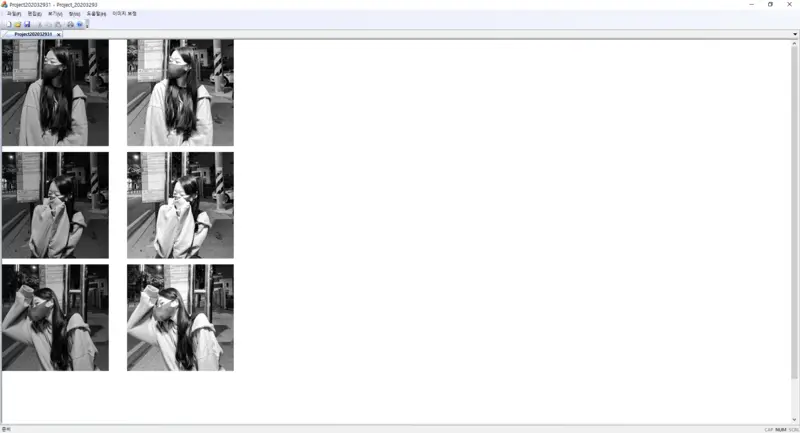 Project202032931 - Project_20203293
파일(F) 편집(E) 보기(V) 창(W) 도움말(H) 이미지 보정
Project202032931
준비
CAP NUM SCRL